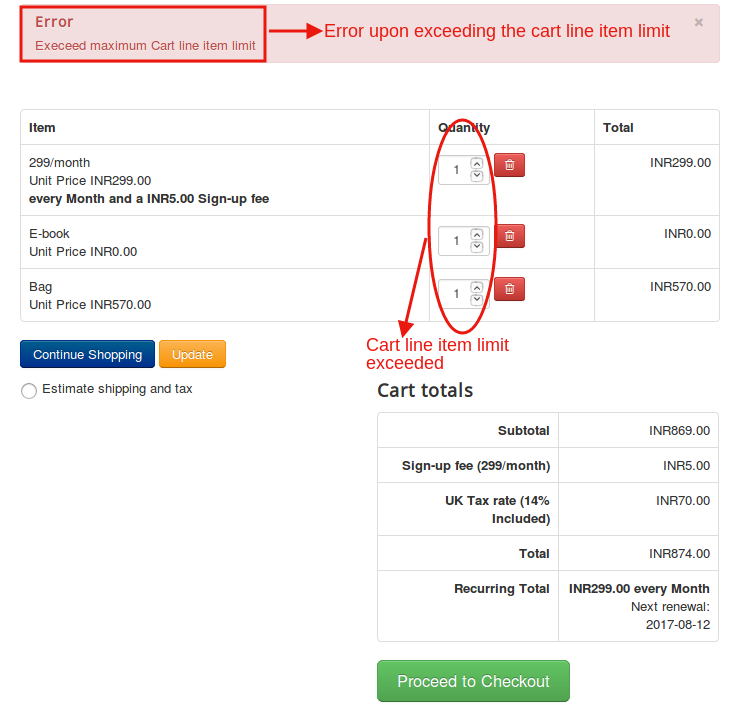 Error
Execeed maximum Cart line item limit
Error upon exceeding the cart line item limit
×
Item Quantity Total
299/month
Unit Price INR299.00
every Month and a INR5.00 Sign-up fee
1
INR299.00
E-book
Unit Price INR0.00
1
INR0.00
Bag
Unit Price INR570.00
1
INR570.00
Cart line item limit
exceeded
Continue Shopping Update
Estimate shipping and tax
Cart totals
Subtotal INR869.00
Sign-up fee (299/month) INR5.00
UK Tax rate (14% INR70.00
Included)
Total INR874.00
Recurring Total INR299.00 every Month
Next renewal:
2017-08-12
Proceed to Checkout